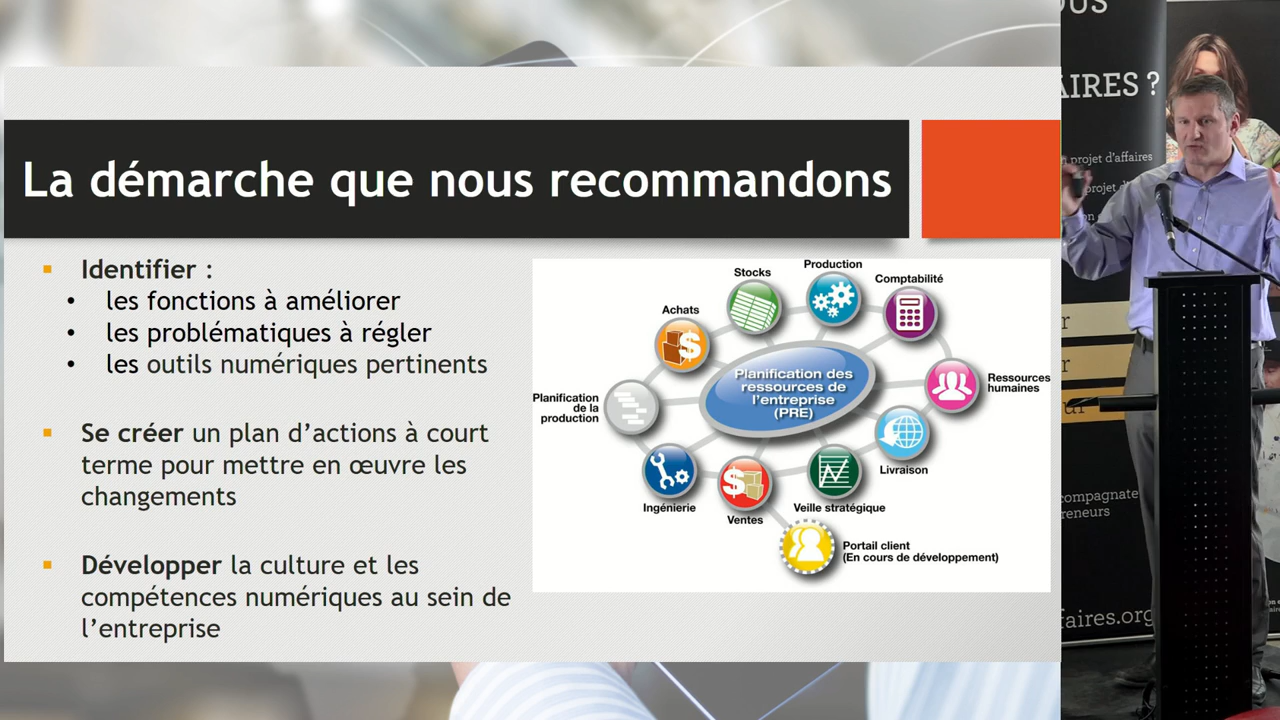 La démarche que nous recommandons
Identifier :
les fonctions à améliorer
les problématiques à régler
les outils numériques pertinents
Se créer un plan d'actions à court
terme pour mettre en œuvre les
changements
Développer la culture et les
compétences numériques au sein de
l'entreprise
Stocks
Production
Comptabilité
Achats
Ressources
humaines
Planification
de la
production
Planification des
ressources de
l'entreprise
(PRE)
Livraison
Ingénierie
Ventes
Veille stratégique
Portail client
(En cours de développement)
AIRES ?
projet d'affaires
projet
faires.org